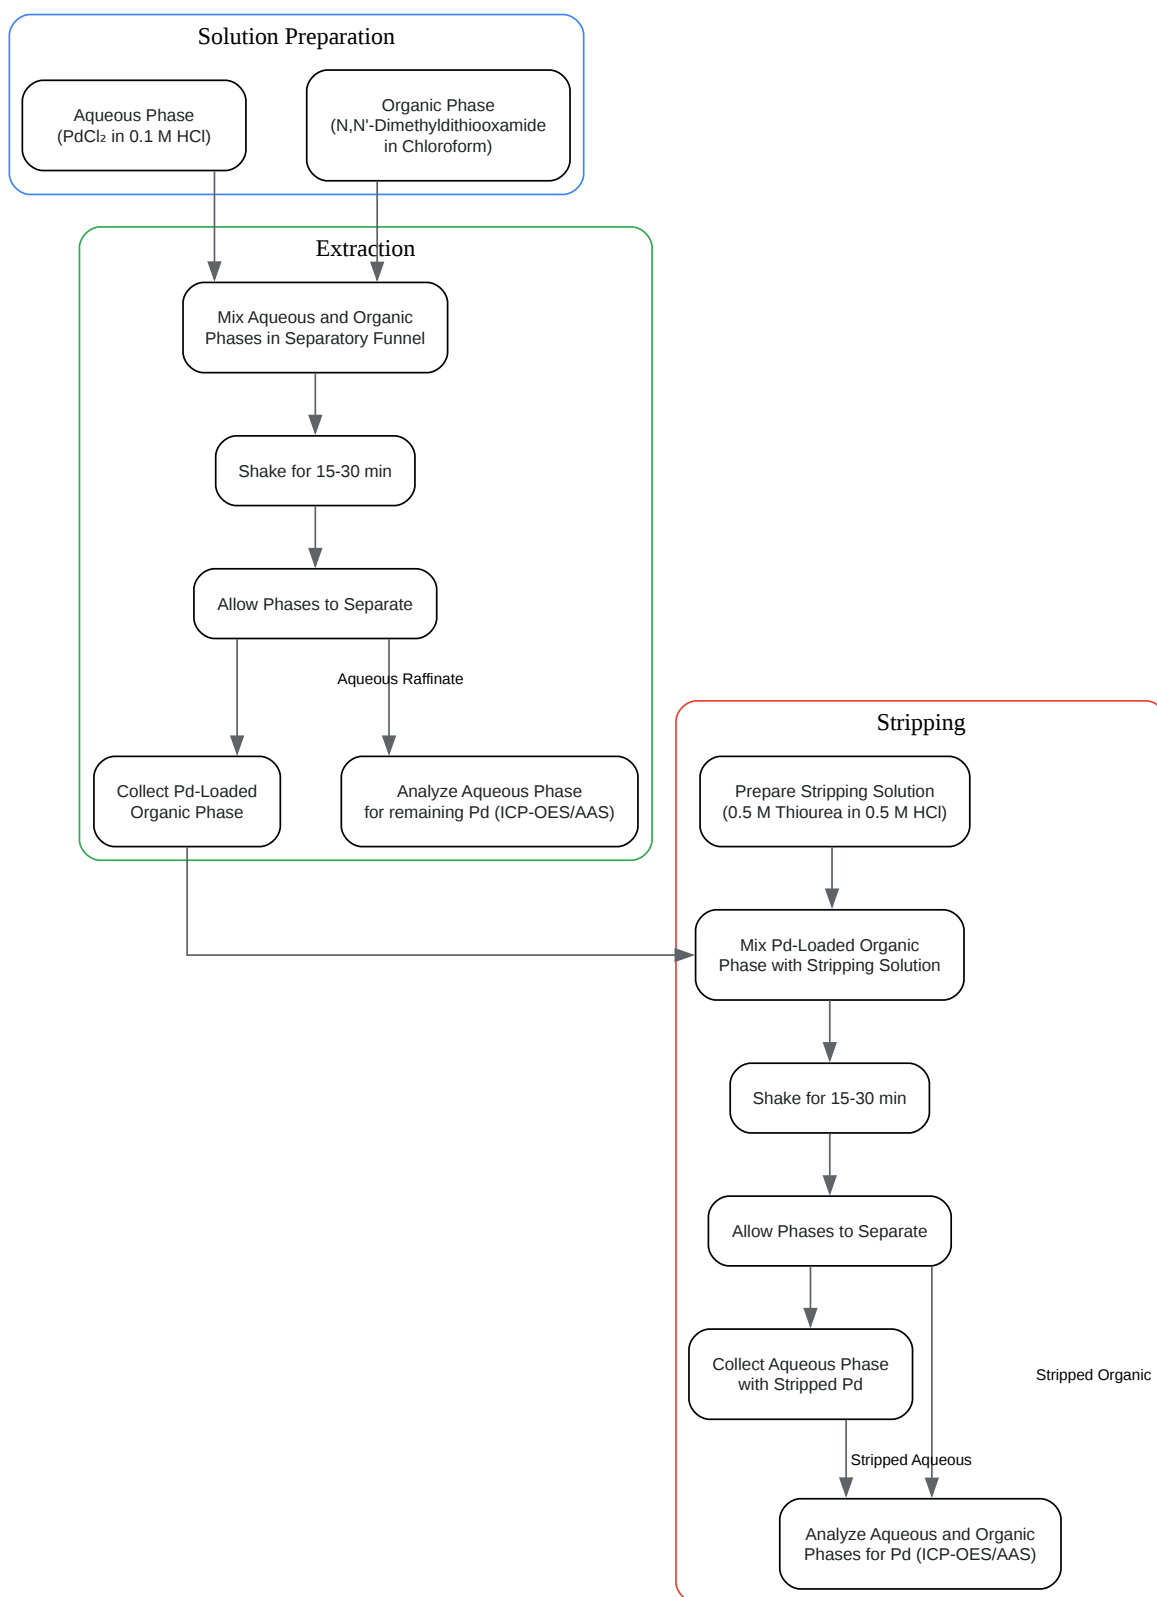 Solution Preparation
Aqueous Phase
(PdCl₂ in 0.1 M HCl)
Organic Phase
(N,N'-Dimethyldithiooxamide
in Chloroform)
Extraction
Mix Aqueous and Organic
Phases in Separatory Funnel
Shake for 15-30 min
Allow Phases to Separate
Aqueous Raffinate
Collect Pd-Loaded
Organic Phase
Analyze Aqueous Phase
for remaining Pd (ICP-OES/AAS)
Stripping
Prepare Stripping Solution
(0.5 M Thiourea in 0.5 M HCl)
Mix Pd-Loaded Organic
Phase with Stripping Solution
Shake for 15-30 min
Allow Phases to Separate
Collect Aqueous Phase
with Stripped Pd
Stripped Organic
Stripped Aqueous
Analyze Aqueous and Organic
Phases for Pd (ICP-OES/AAS)